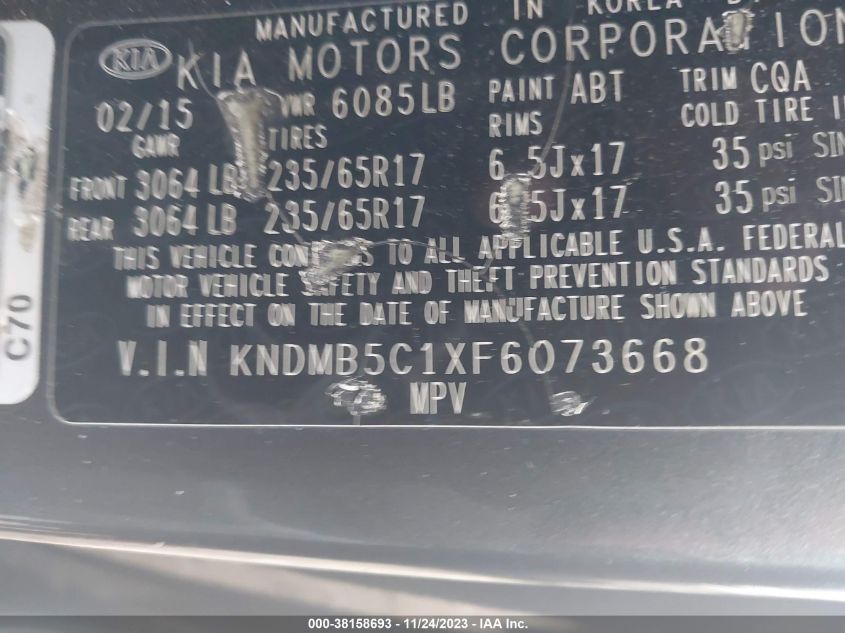 MANUFACTURED IN KOREA
KIA KIA MOTORS CORPORATION
02/15 GVWR 6085LB PAINT ABT TRIM CQA
GAWR TIRES RIMS COLD TIRE
FRONT 3064 LB 235/65R17 6.5Jx17 35 psi
REAR 3064 LB 235/65R17 6.5Jx17 35 psi
THIS VEHICLE CONFORMS TO ALL APPLICABLE U.S.A. FEDERAL
MOTOR VEHICLE SAFETY AND THEFT PREVENTION STANDARDS
IN EFFECT ON THE DATE OF MANUFACTURE SHOWN ABOVE
V.I.N KNDMB5C1XF6073668
MPV
C70
000-38158693 - 11/24/2023 - IAA Inc.